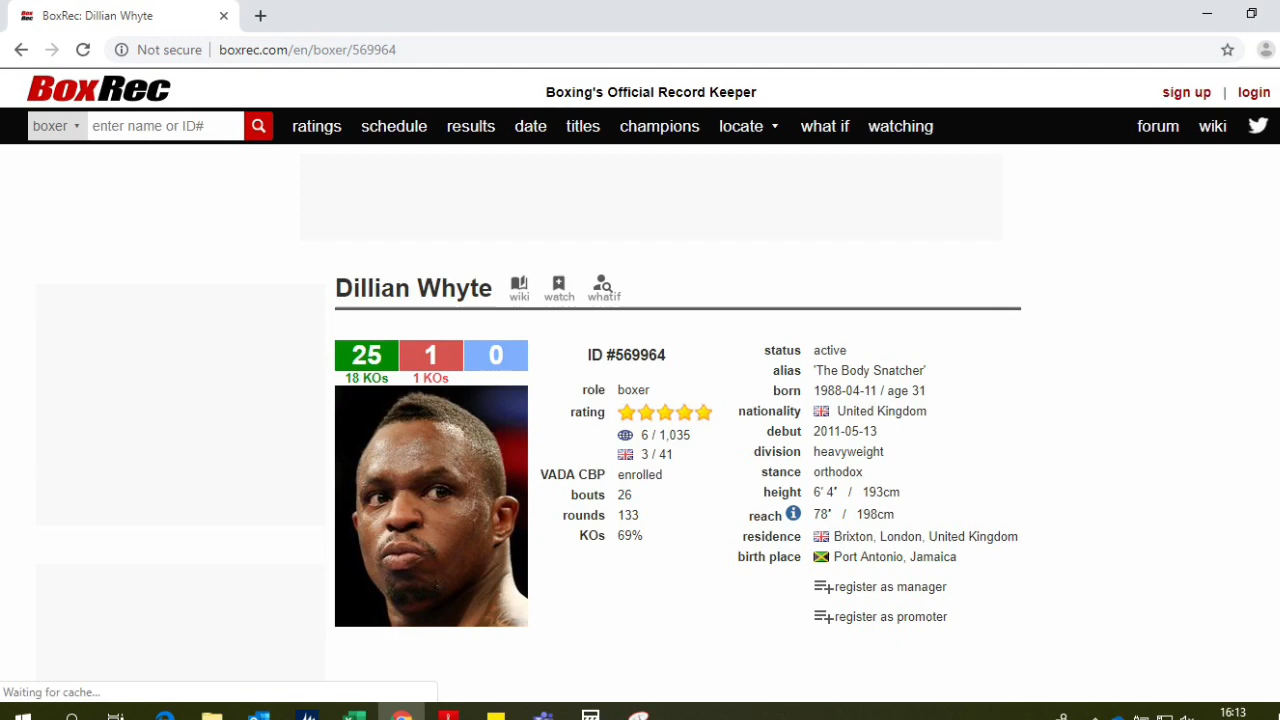 BoxRec: Dillian Whyte
Not secure | boxrec.com/en/boxer/569964
BoxRec
Boxing's Official Record Keeper
sign up | login
boxer enter name or ID#
ratings schedule results date titles champions locate what if watching forum wiki
Dillian Whyte
wiki watch whatif
25 1 0
18 KOs 1 KOs
ID #569964
role boxer
rating
6 / 1,035
3 / 41
VADA CBP enrolled
bouts 26
rounds 133
KOs 69%
status active
alias 'The Body Snatcher'
born 1988-04-11 / age 31
nationality United Kingdom
debut 2011-05-13
division heavyweight
stance orthodox
height 6′ 4″ / 193cm
reach 78″ / 198cm
residence Brixton, London, United Kingdom
birth place Port Antonio, Jamaica
register as manager
register as promoter
Waiting for cache...
16:13